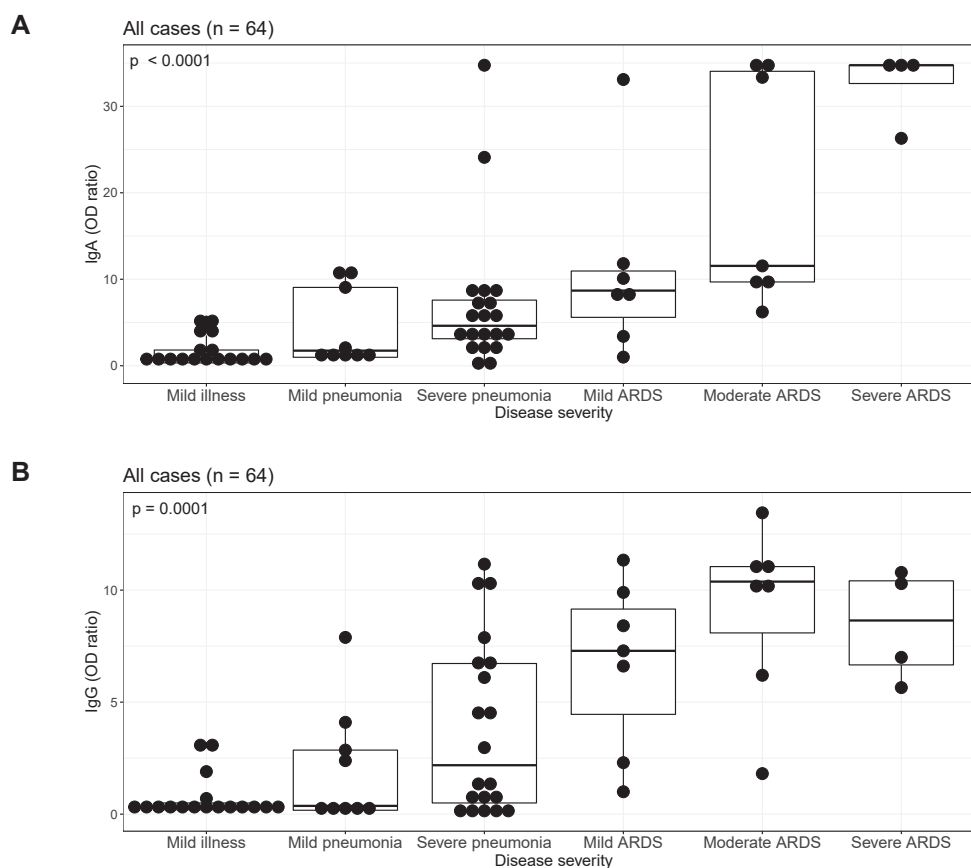 A
All cases (n = 64)
p < 0.0001
IgA (OD ratio)
30
20
10
0
Mild illness Mild pneumonia Severe pneumonia Mild ARDS Moderate ARDS Severe ARDS
Disease severity
B
All cases (n = 64)
p = 0.0001
IgG (OD ratio)
10
5
0
Mild illness Mild pneumonia Severe pneumonia Mild ARDS Moderate ARDS Severe ARDS
Disease severity